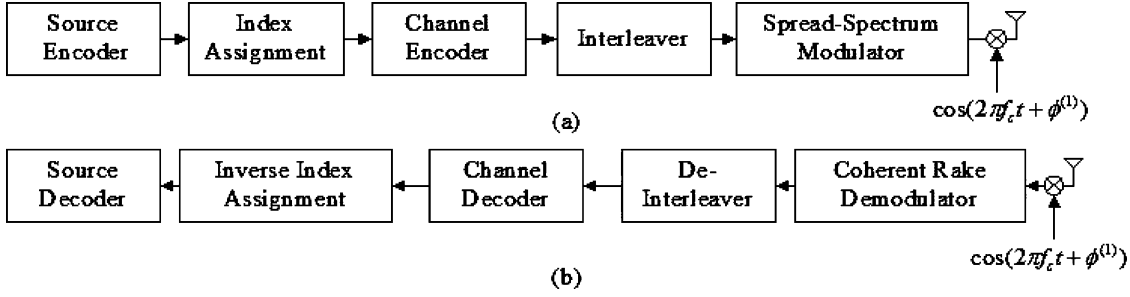 Source Encoder
Index Assignment
Channel Encoder
Interleaver
Spread-Spectrum Modulator
cos(2πf_c t + ϕ^(1))
(a)
Source Decoder
Inverse Index Assignment
Channel Decoder
De-Interleaver
Coherent Rake Demodulator
cos(2πf_c t + ϕ^(1))
(b)